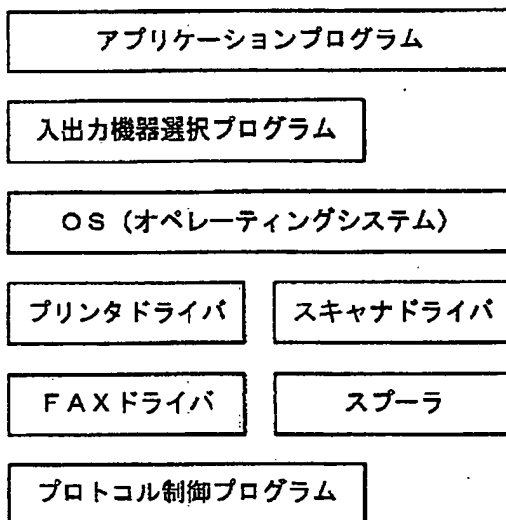 アプリケーションプログラム
入出力機器選択プログラム
OS (オペレーティングシステム)
プリンタドライバ
スキャナドライバ
FAXドライバ
スプーラ
プロトコル制御プログラム